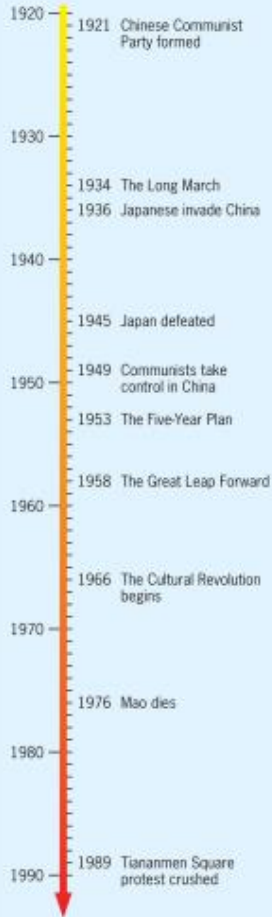 1920
1921 Chinese Communist
Party formed
1930
1934 The Long March
1936 Japanese invade China
1940
1945 Japan defeated
1949 Communists take
control in China
1950
1953 The Five-Year Plan
1958 The Great Leap Forward
1960
1966 The Cultural Revolution
begins
1970
1976 Mao dies
1980
1989 Tiananmen Square
protest crushed
1990